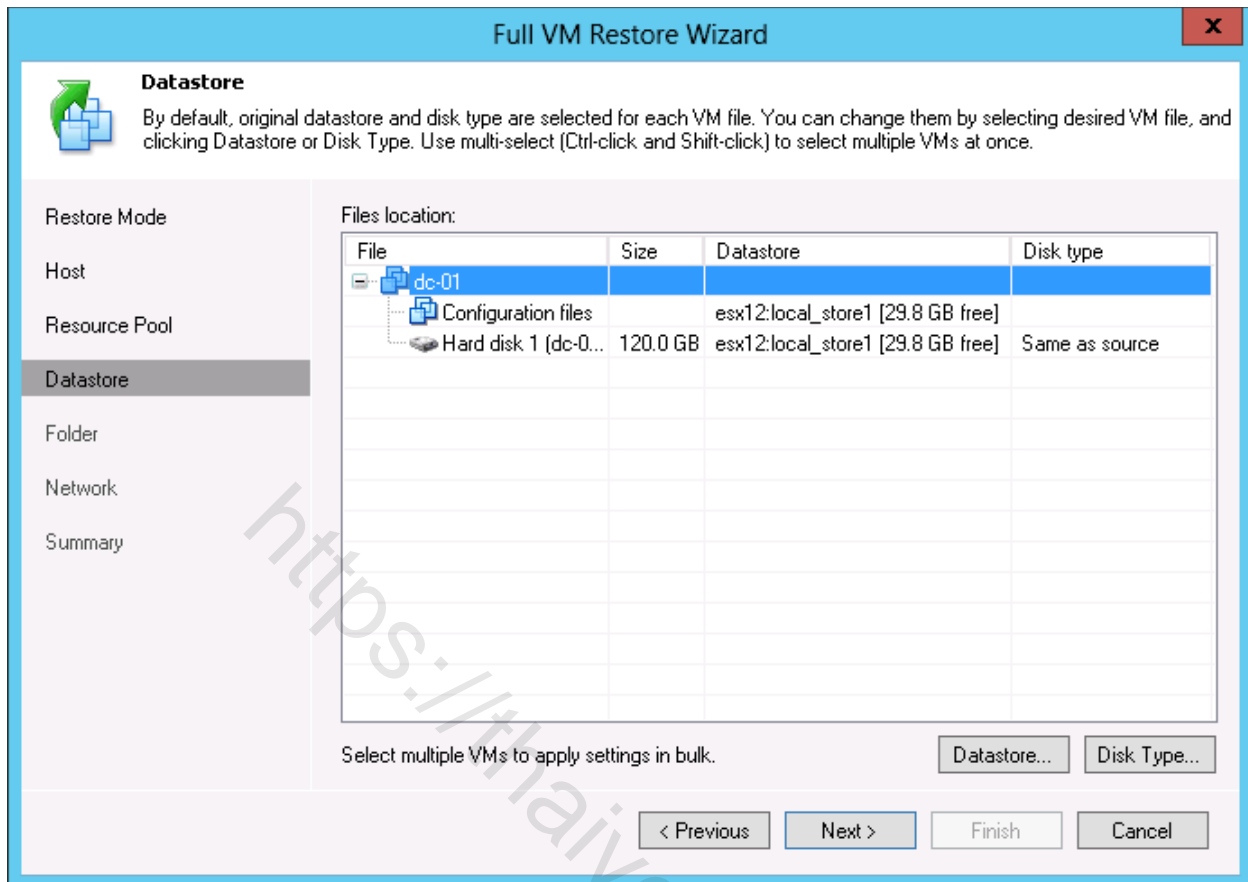 Full VM Restore Wizard
x
Datastore
By default, original datastore and disk type are selected for each VM file. You can change them by selecting desired VM file, and
clicking Datastore or Disk Type. Use multi-select (Ctrl-click and Shift-click) to select multiple VMs at once.
Restore Mode
Host
Resource Pool
Datastore
Folder
Network
Summary
Files location:
File Size Datastore Disk type
dc-01
Configuration files esx12:local_store1 [29.8 GB free]
Hard disk 1 (dc-0... 120.0 GB esx12:local_store1 [29.8 GB free] Same as source
Select multiple VMs to apply settings in bulk.
Datastore... Disk Type...
< Previous Next > Finish Cancel